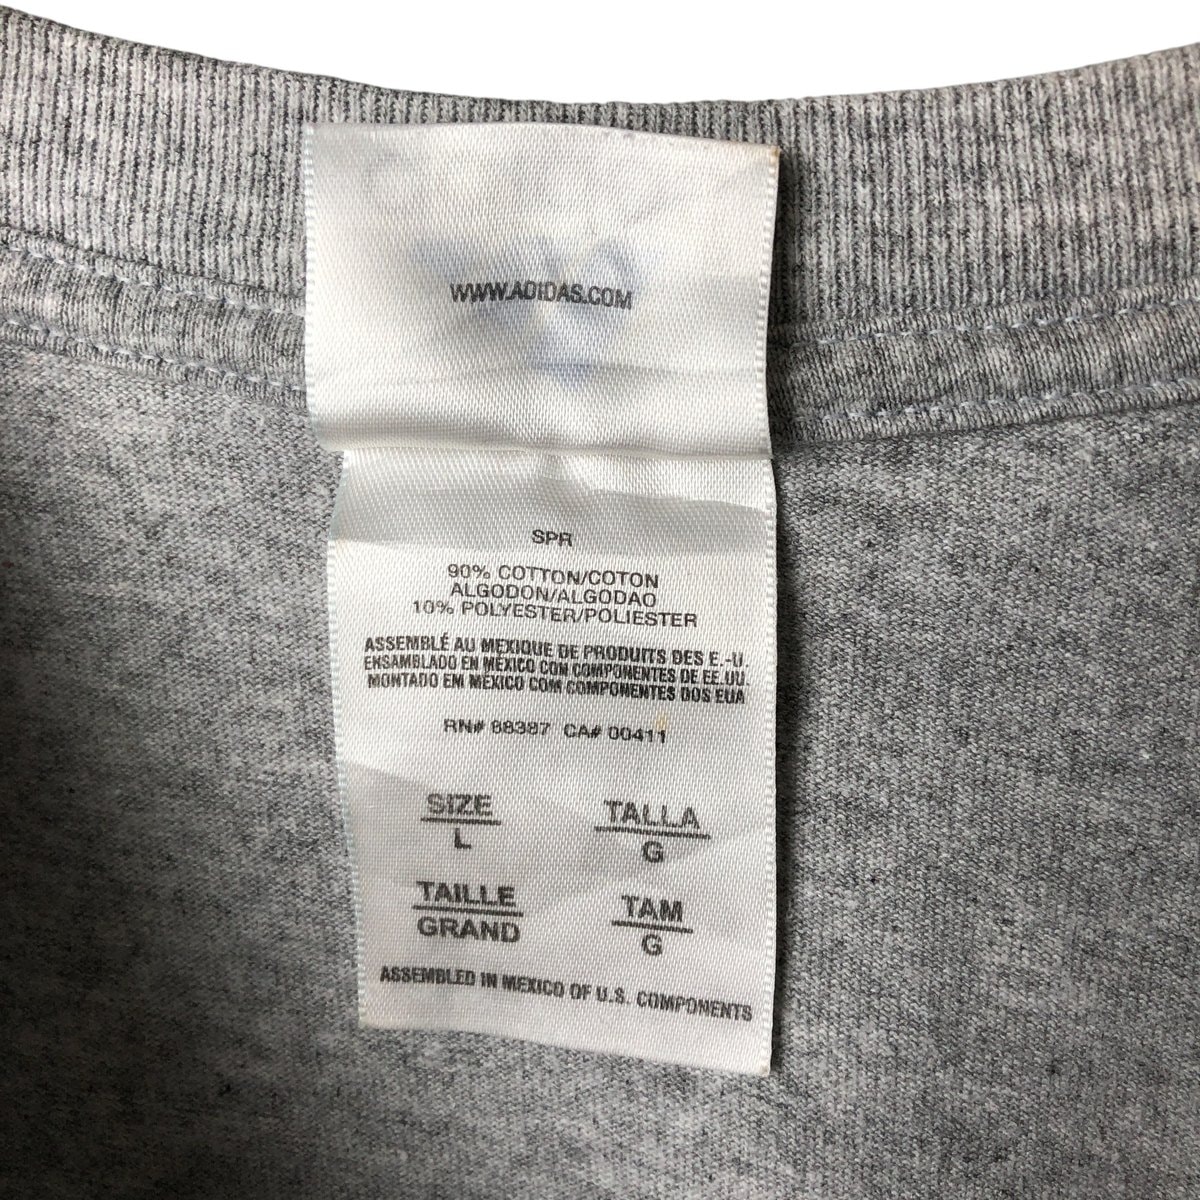 WWW.ADIDAS.COM
SPR
90% COTTON/COTON
ALGODON/ALGODAO
10% POLYESTER/POLIESTER
ASSEMBLÉ AU MEXIQUE DE PRODUITS DES E.-U.
ENSAMBLADO EN MÉXICO CON COMPONENTES DE EE.UU.
MONTADO EM MÉXICO COM COMPONENTES DOS EUA
RN# 88387 CA# 00411
SIZE TALLA
L G
TAILLE TAM
GRAND G
ASSEMBLED IN MEXICO OF U.S. COMPONENTS